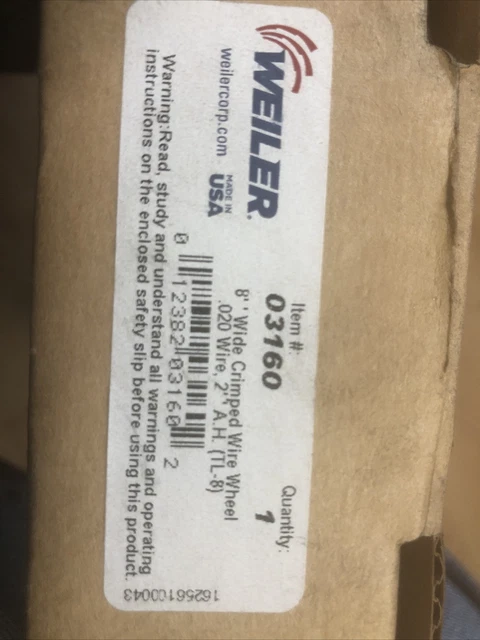 WEILER®
weilercorp.com
MADE IN
USA
Item #:
03160
Quantity:
1
8'' Wide Crimped Wire Wheel
.020 Wire, 2'' A.H. (TL-8)
0 12382 03160 2
Warning:Read, study and understand all warnings and operating
instructions on the enclosed safety slip before using this product.
162561C0043